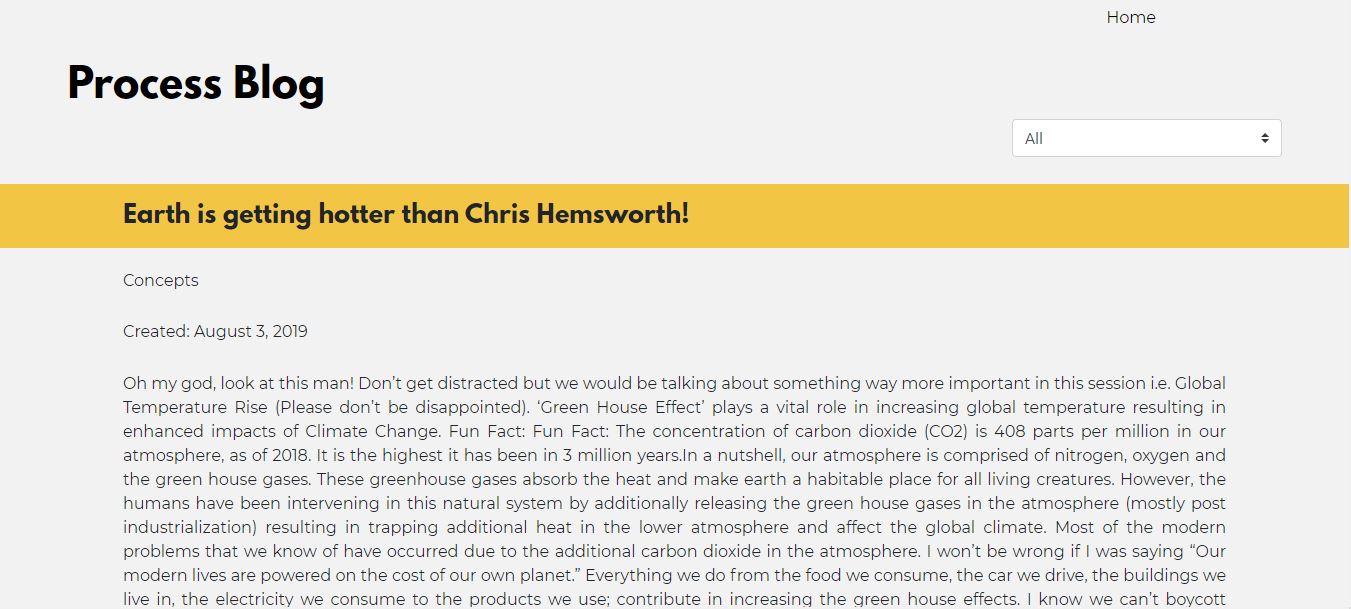 Home
Process Blog
All
Earth is getting hotter than Chris Hemsworth!
Concepts
Created: August 3, 2019
Oh my god, look at this man! Don’t get distracted but we would be talking about something way more important in this session i.e. Global
Temperature Rise (Please don’t be disappointed). ‘Green House Effect’ plays a vital role in increasing global temperature resulting in
enhanced impacts of Climate Change. Fun Fact: Fun Fact: The concentration of carbon dioxide (CO2) is 408 parts per million in our
atmosphere, as of 2018. It is the highest it has been in 3 million years.In a nutshell, our atmosphere is comprised of nitrogen, oxygen and
the green house gases. These greenhouse gases absorb the heat and make earth a habitable place for all living creatures. However, the
humans have been intervening in this natural system by additionally releasing the green house gases in the atmosphere (mostly post
industrialization) resulting in trapping additional heat in the lower atmosphere and affect the global climate. Most of the modern
problems that we know of have occurred due to the additional carbon dioxide in the atmosphere. I won’t be wrong if I was saying “Our
modern lives are powered on the cost of our own planet.” Everything we do from the food we consume, the car we drive, the buildings we
live in, the electricity we consume to the products we use; contribute in increasing the green house effects. I know we can’t boycott